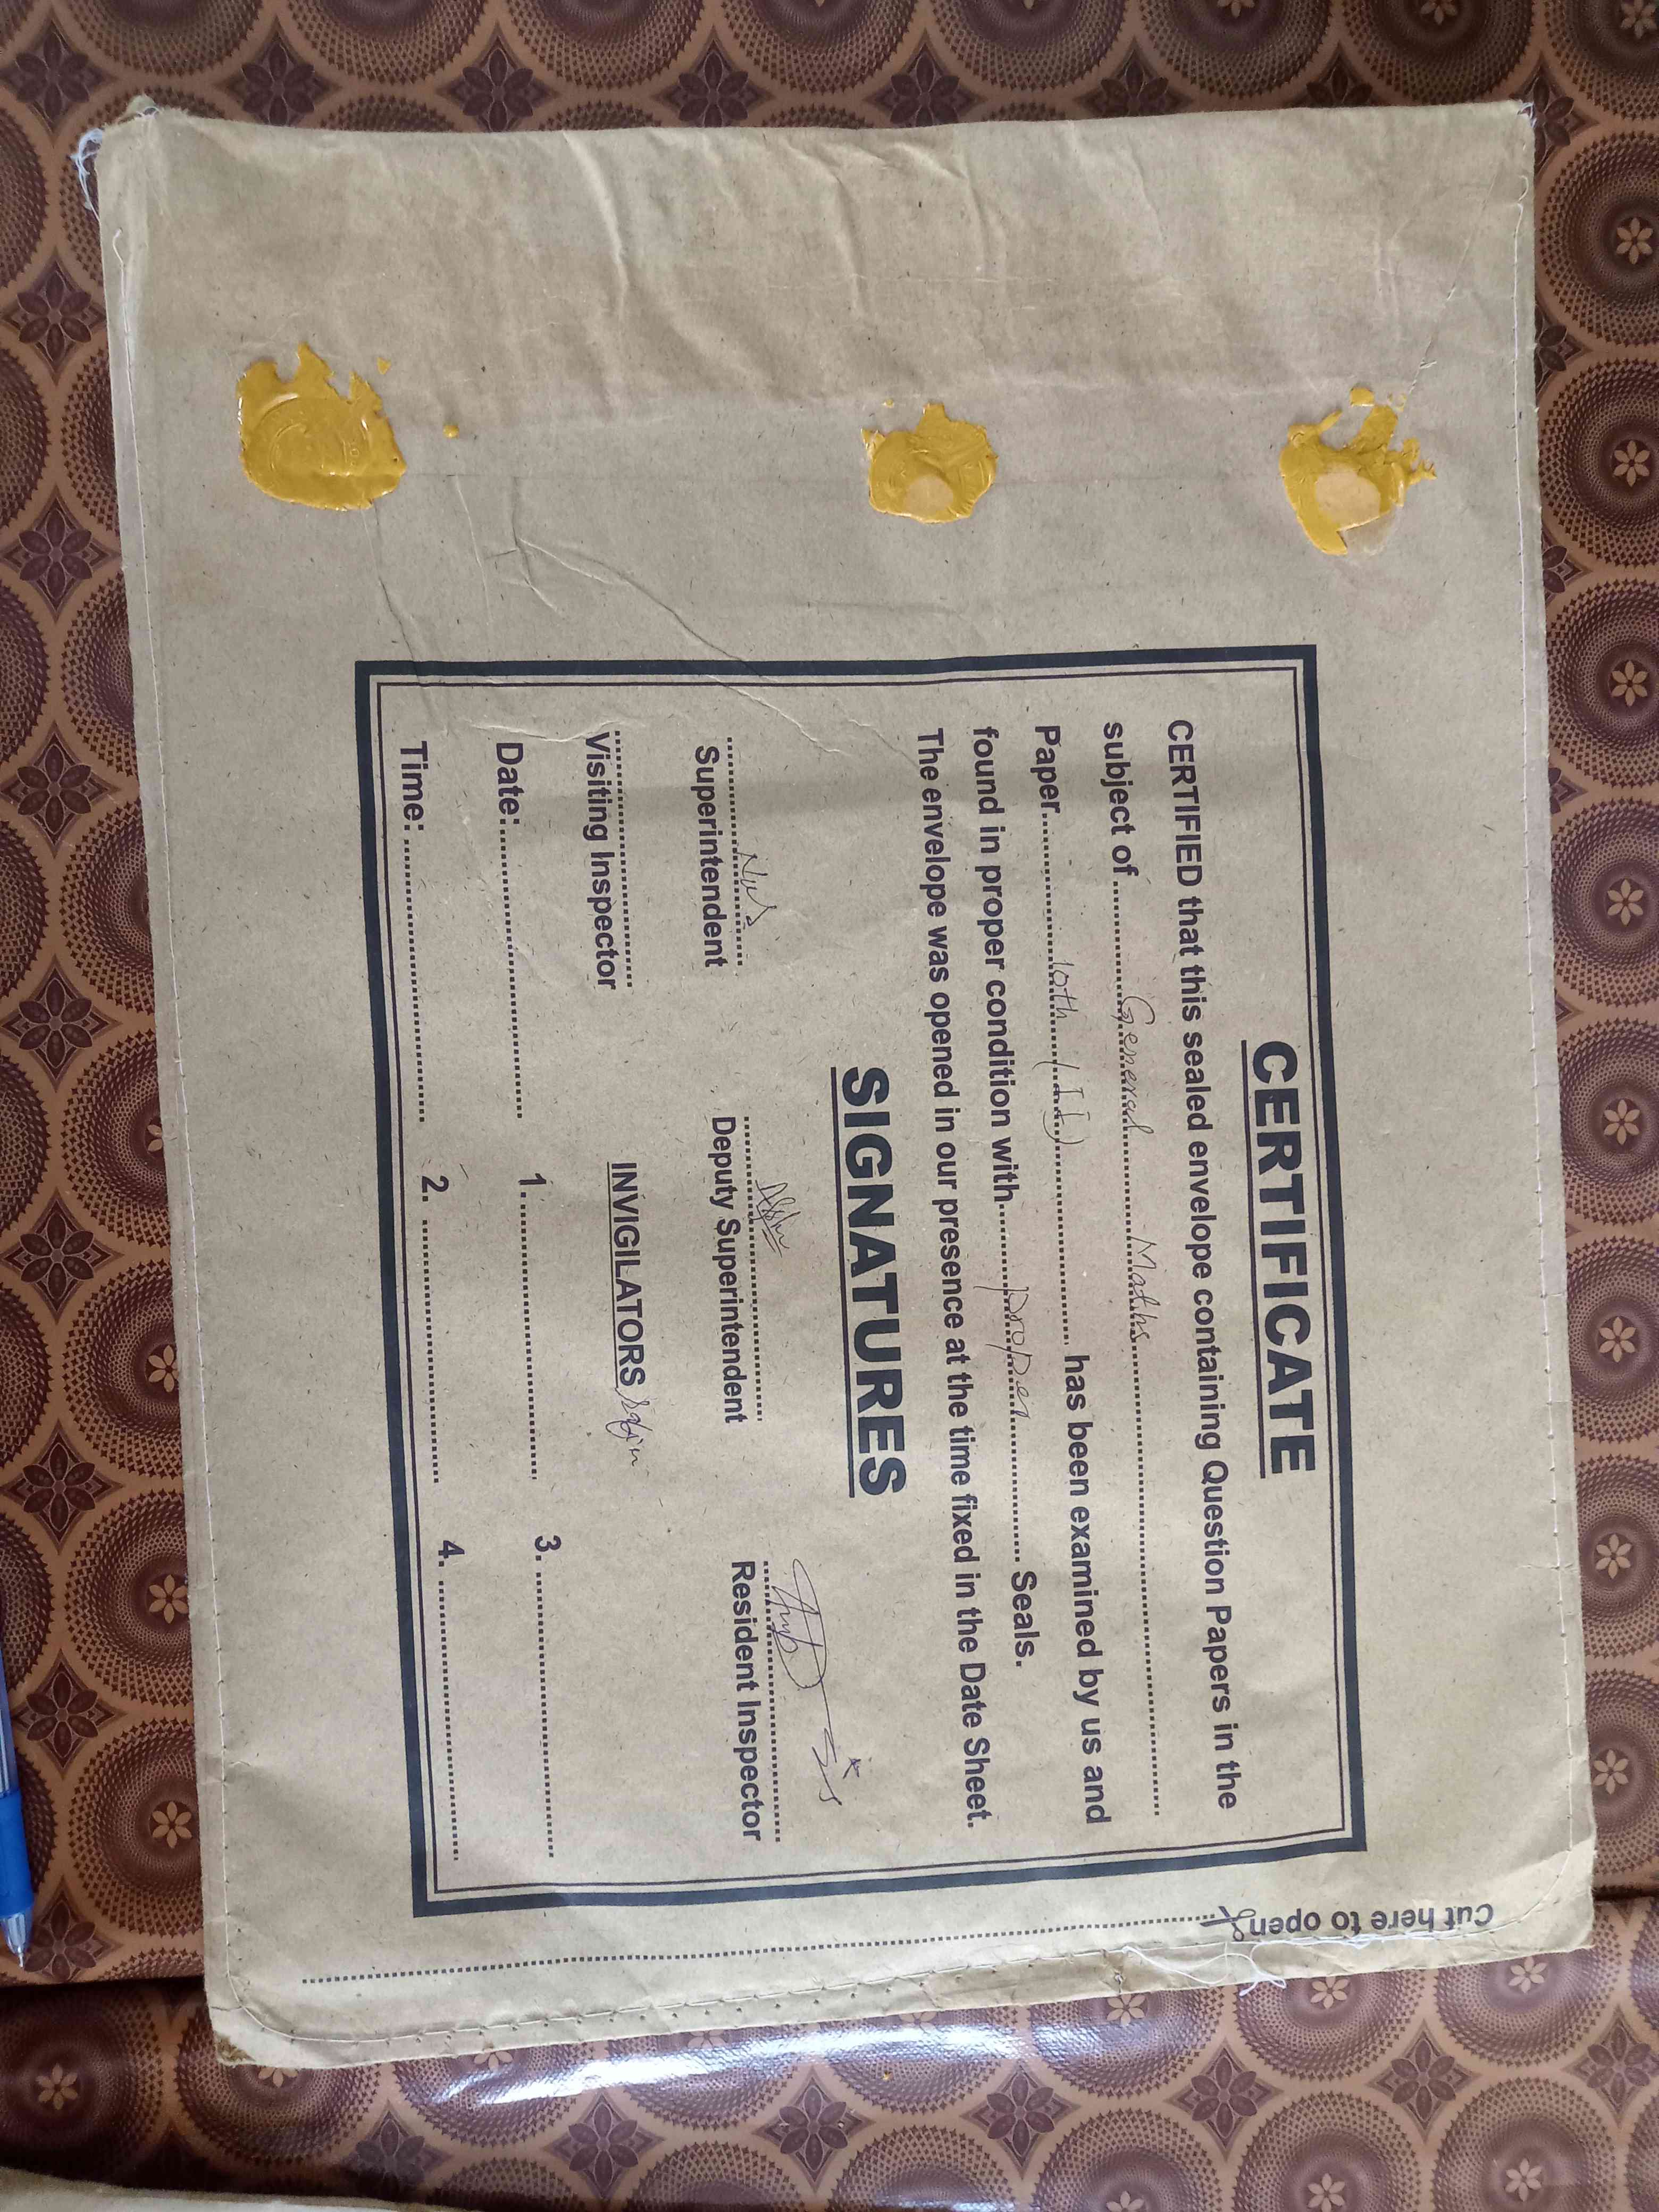 CERTIFICATE
CERTIFIED that this sealed envelope containing Question Papers in the
subject of.......... General Maths ..........
Paper.......... 10th (II) .......... has been examined by us and
found in proper condition with.......... proper .......... Seals.
The envelope was opened in our presence at the time fixed in the Date Sheet.
SIGNATURES
Superintendent Deputy Superintendent Resident Inspector
Visiting Inspector INVIGILATORS
Date:.......... 1. .......... 3. ..........
Time: .......... 2. .......... 4. ..........
Cut here to open